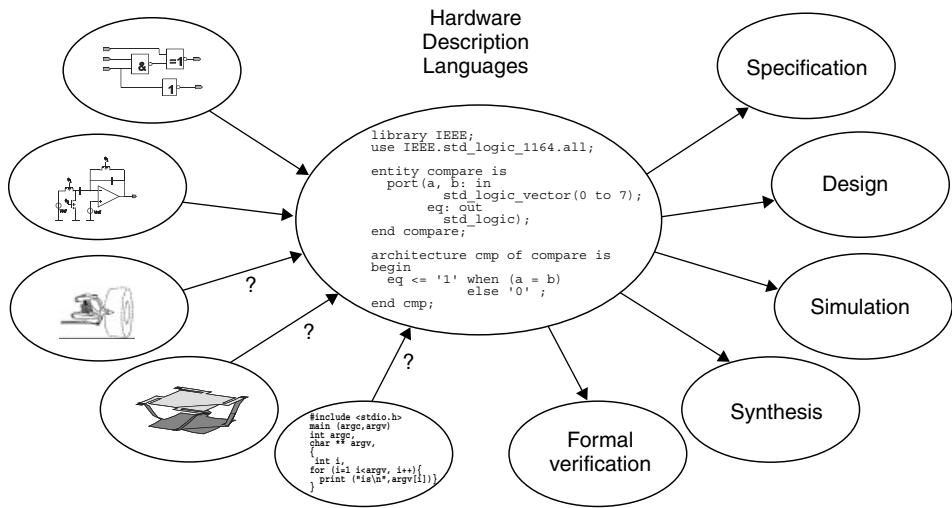 Hardware
Description
Languages
&
=1
1
library IEEE;
use IEEE.std_logic_1164.all;
entity compare is
port(a, b: in
std_logic_vector(0 to 7);
eq: out
std_logic);
end compare;
architecture cmp of compare is
begin
eq <= '1' when (a = b)
else '0' ;
end cmp;
?
?
?
#include <stdio.h>
main (argc,argv)
int argc,
char ** argv,
{
int i,
for (i=1 i<argv, i++){
print ("is\n",argv[i])}
}
Specification
Design
Simulation
Synthesis
Formal
verification